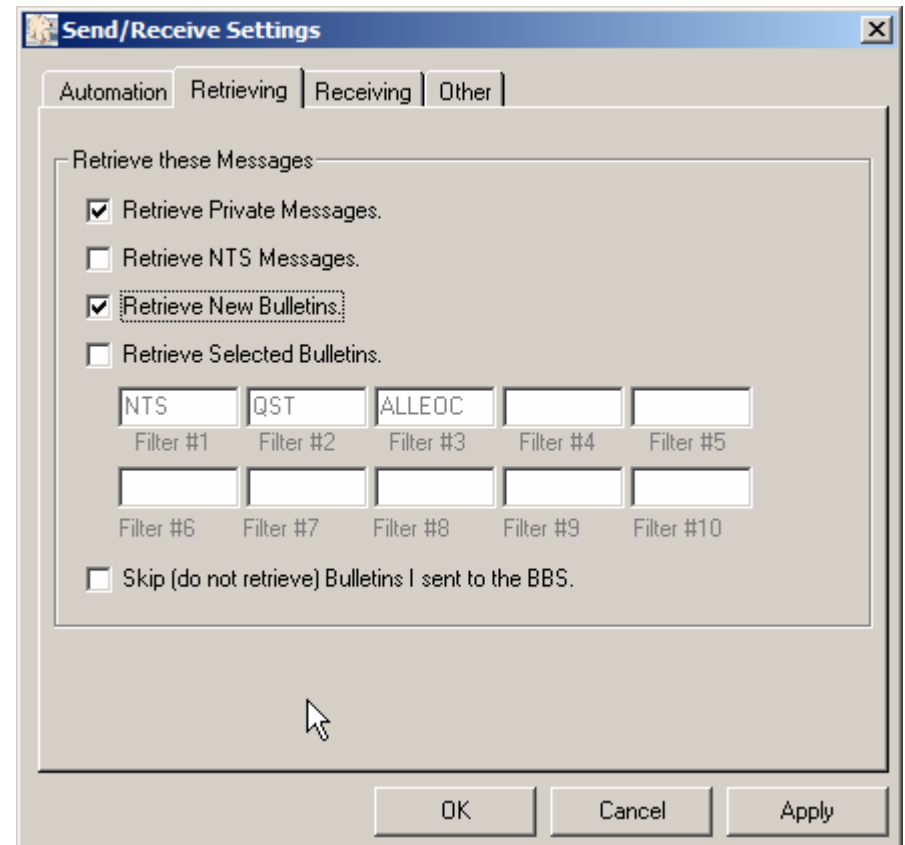 Send/Receive Settings
Automation Retrieving Receiving Other
Retrieve these Messages
Retrieve Private Messages.
Retrieve NTS Messages.
Retrieve New Bulletins.
Retrieve Selected Bulletins.
NTS QST ALLEOC
Filter #1 Filter #2 Filter #3 Filter #4 Filter #5
Filter #6 Filter #7 Filter #8 Filter #9 Filter #10
Skip (do not retrieve) Bulletins I sent to the BBS.
OK Cancel Apply